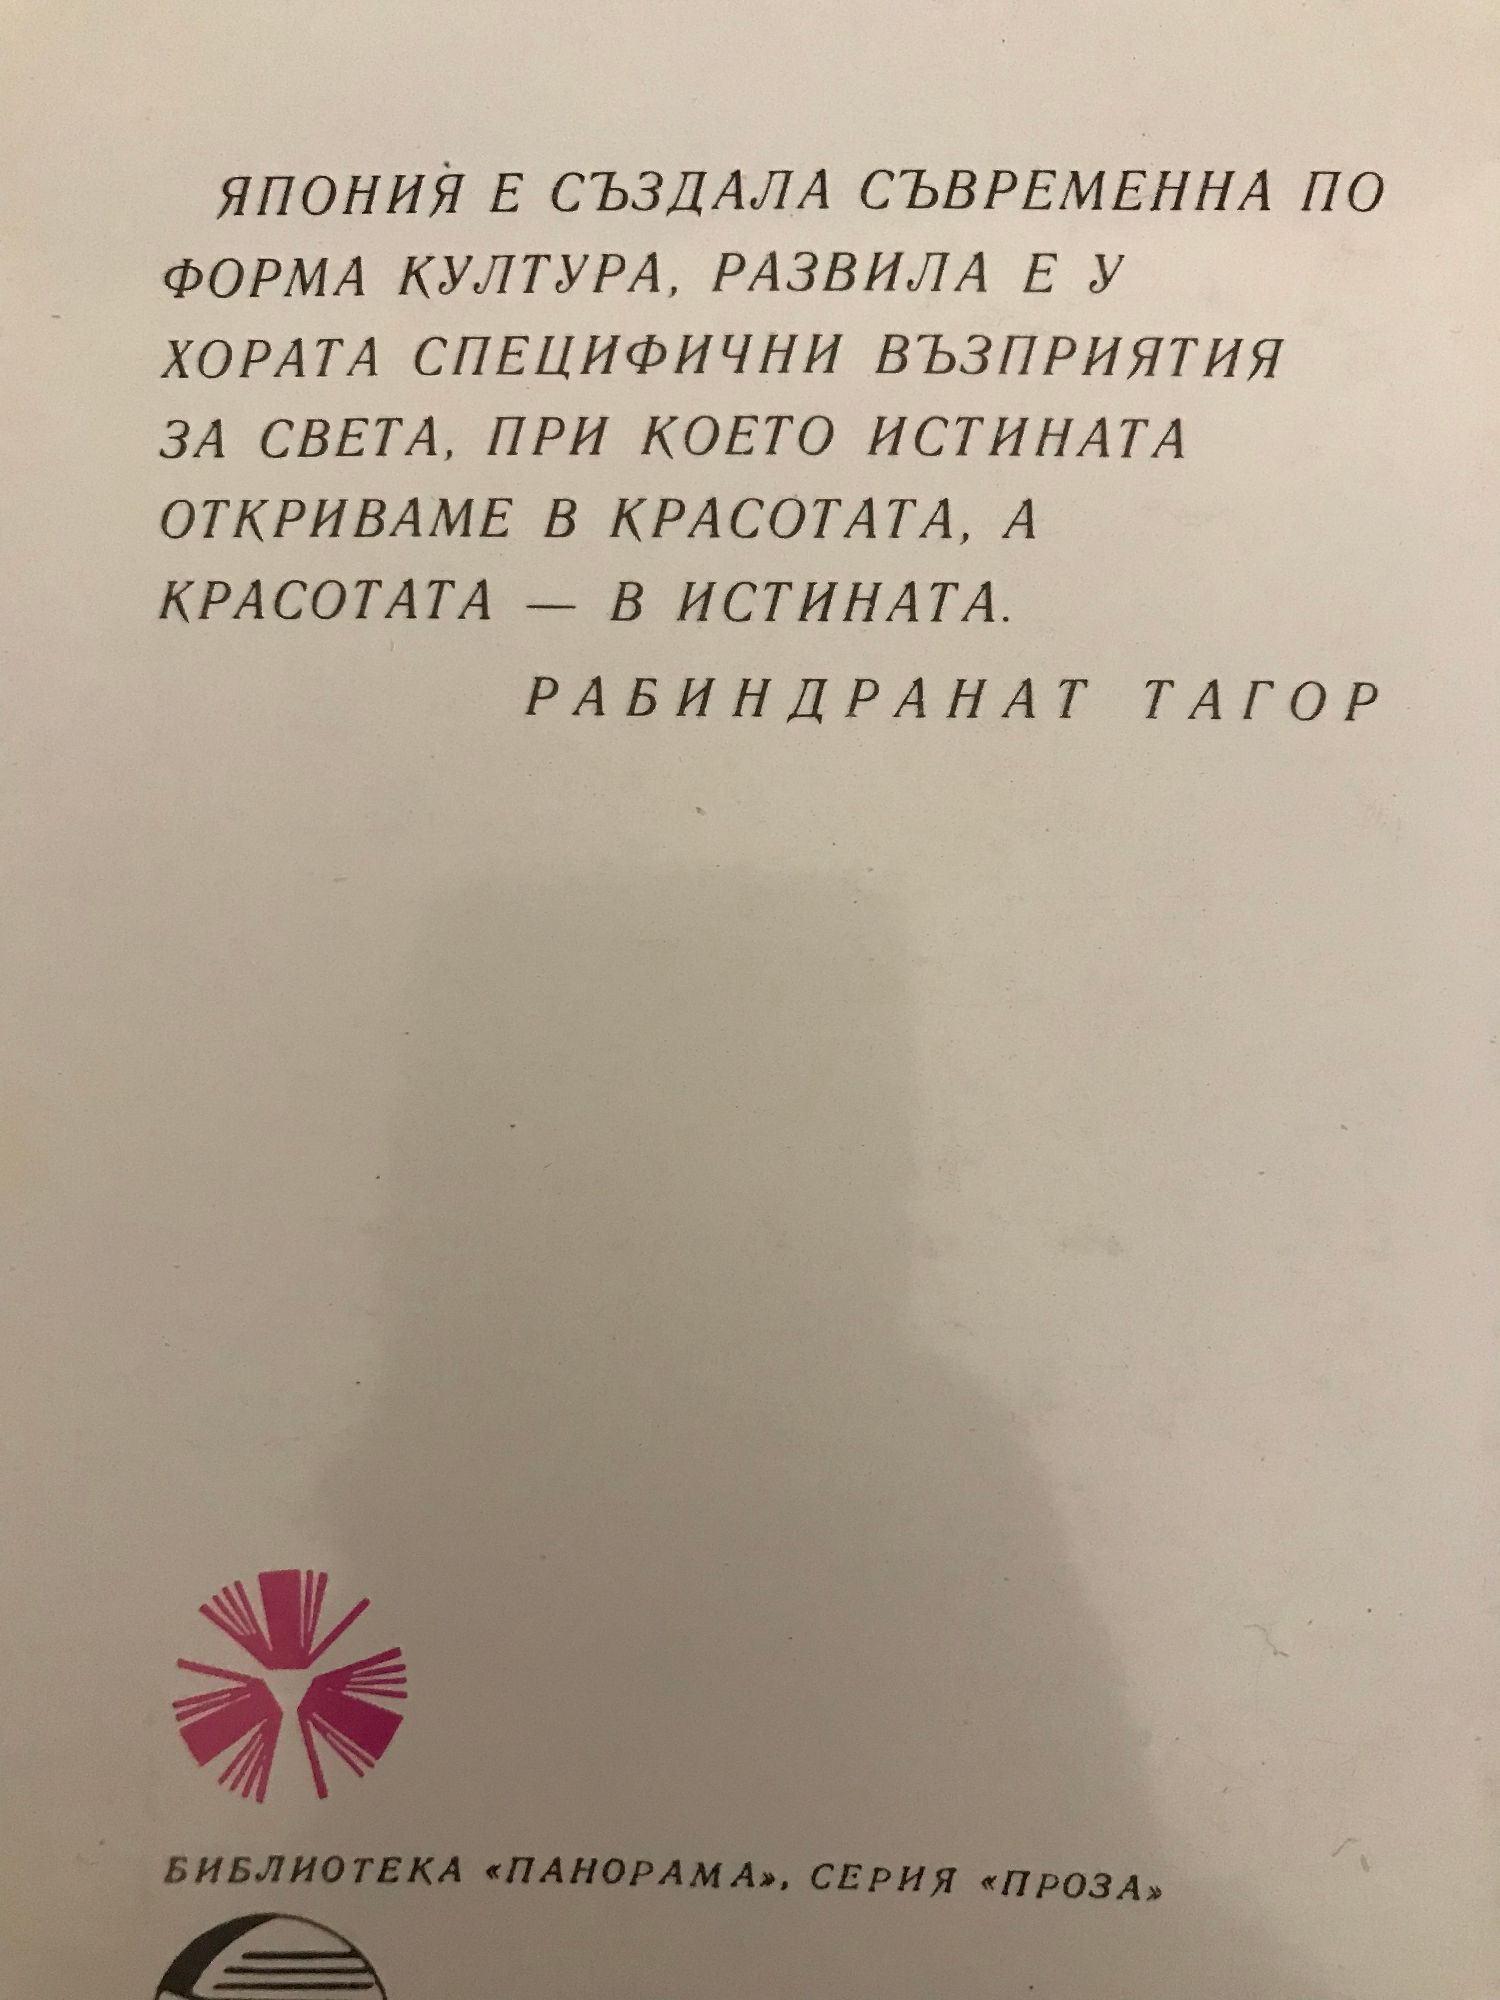 ЯПОНИЯ Е СЪЗДАЛА СЪВРЕМЕННА ПО
ФОРМА КУЛТУРА, РАЗВИЛА Е У
ХОРАТА СПЕЦИФИЧНИ ВЪЗПРИЯТИЯ
ЗА СВЕТА, ПРИ КОЕТО ИСТИНАТА
ОТКРИВАМЕ В КРАСОТАТА, А
КРАСОТАТА — В ИСТИНАТА.
РАБИНДРАНАТ ТАГОР
БИБЛИОТЕКА «ПАНОРАМА», СЕРИЯ «ПРОЗА»